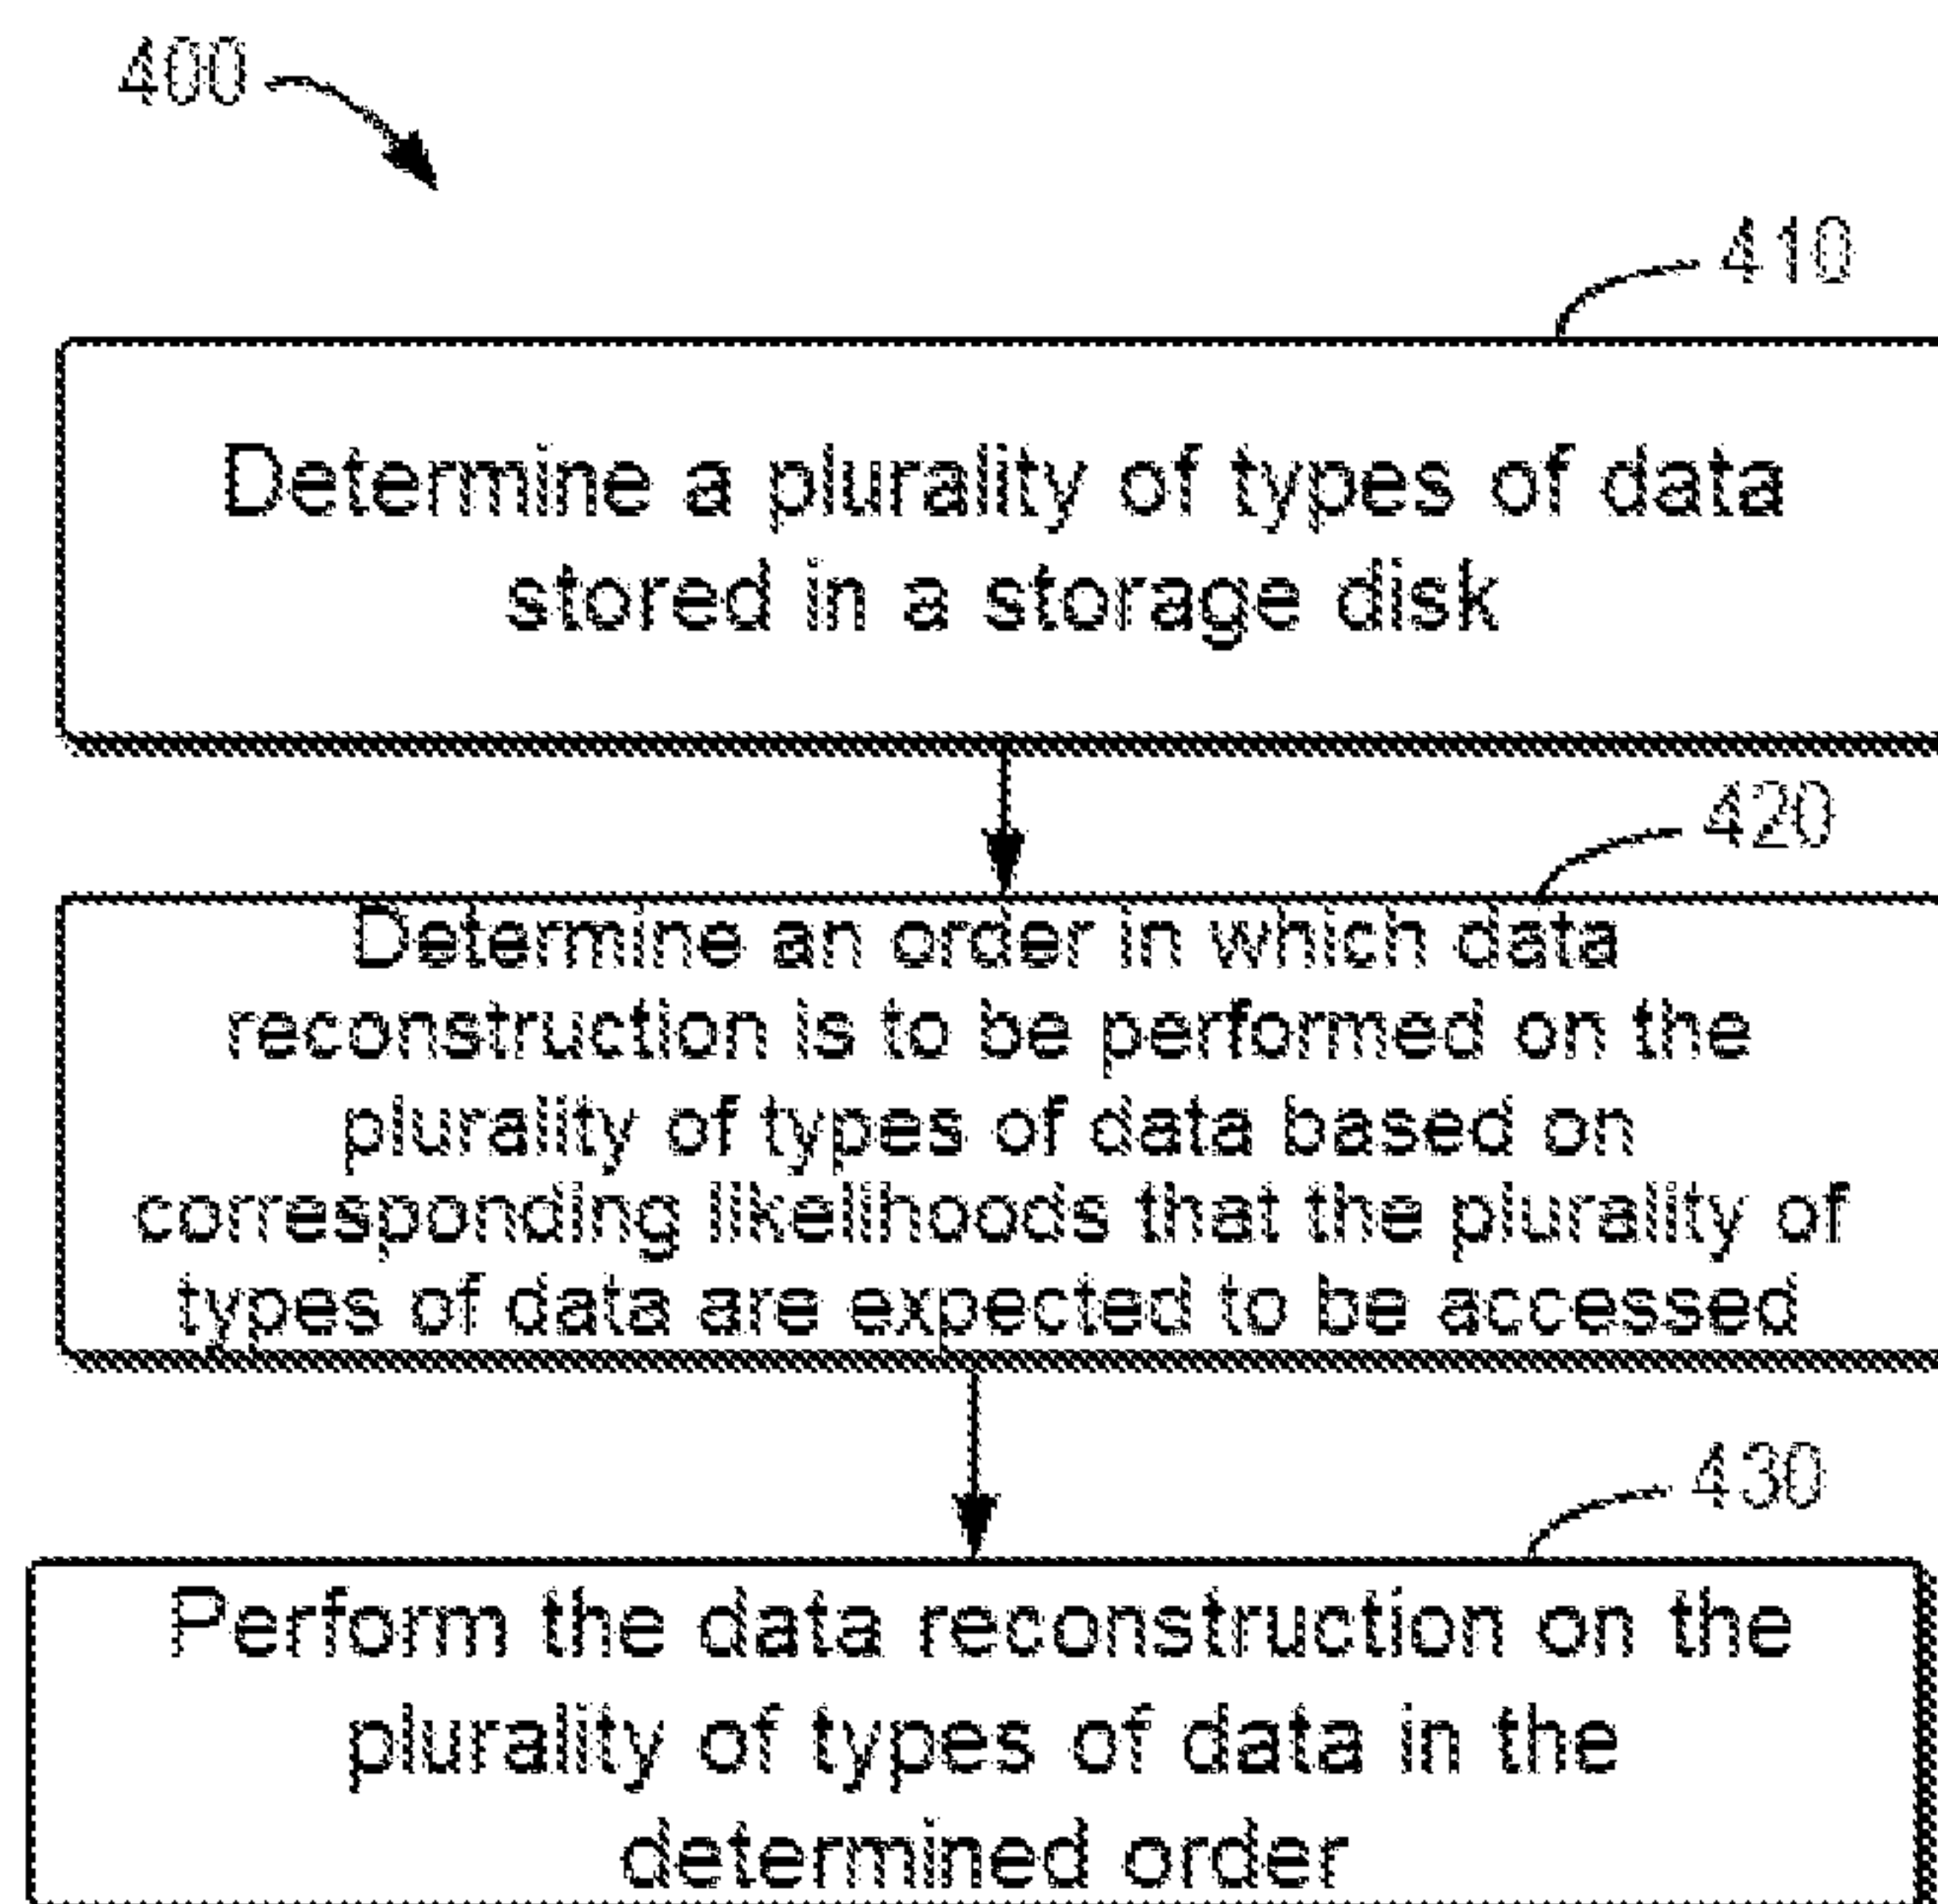 400
410
Determine a plurality of types of data
stored in a storage disk
420
Determine an order in which data
reconstruction is to be performed on the
plurality of types of data based on
corresponding likelihoods that the plurality of
types of data are expected to be accessed
430
Perform the data reconstruction on the
plurality of types of data in the
determined order